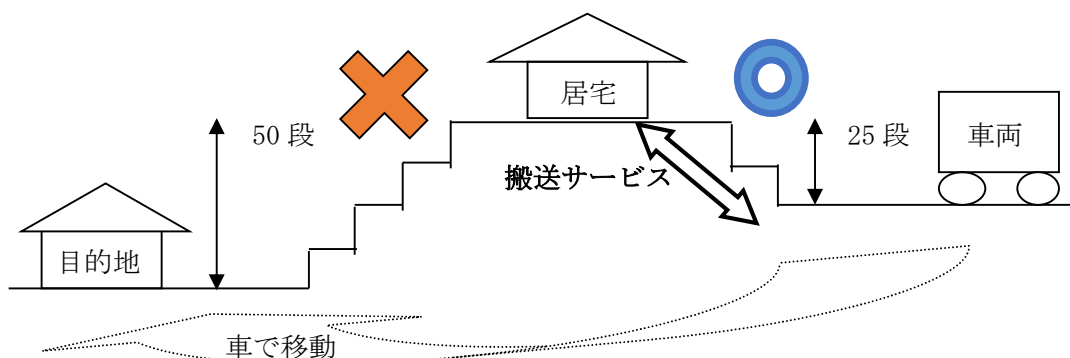 居宅
50 段
25 段
車両
搬送サービス
目的地
車で移動